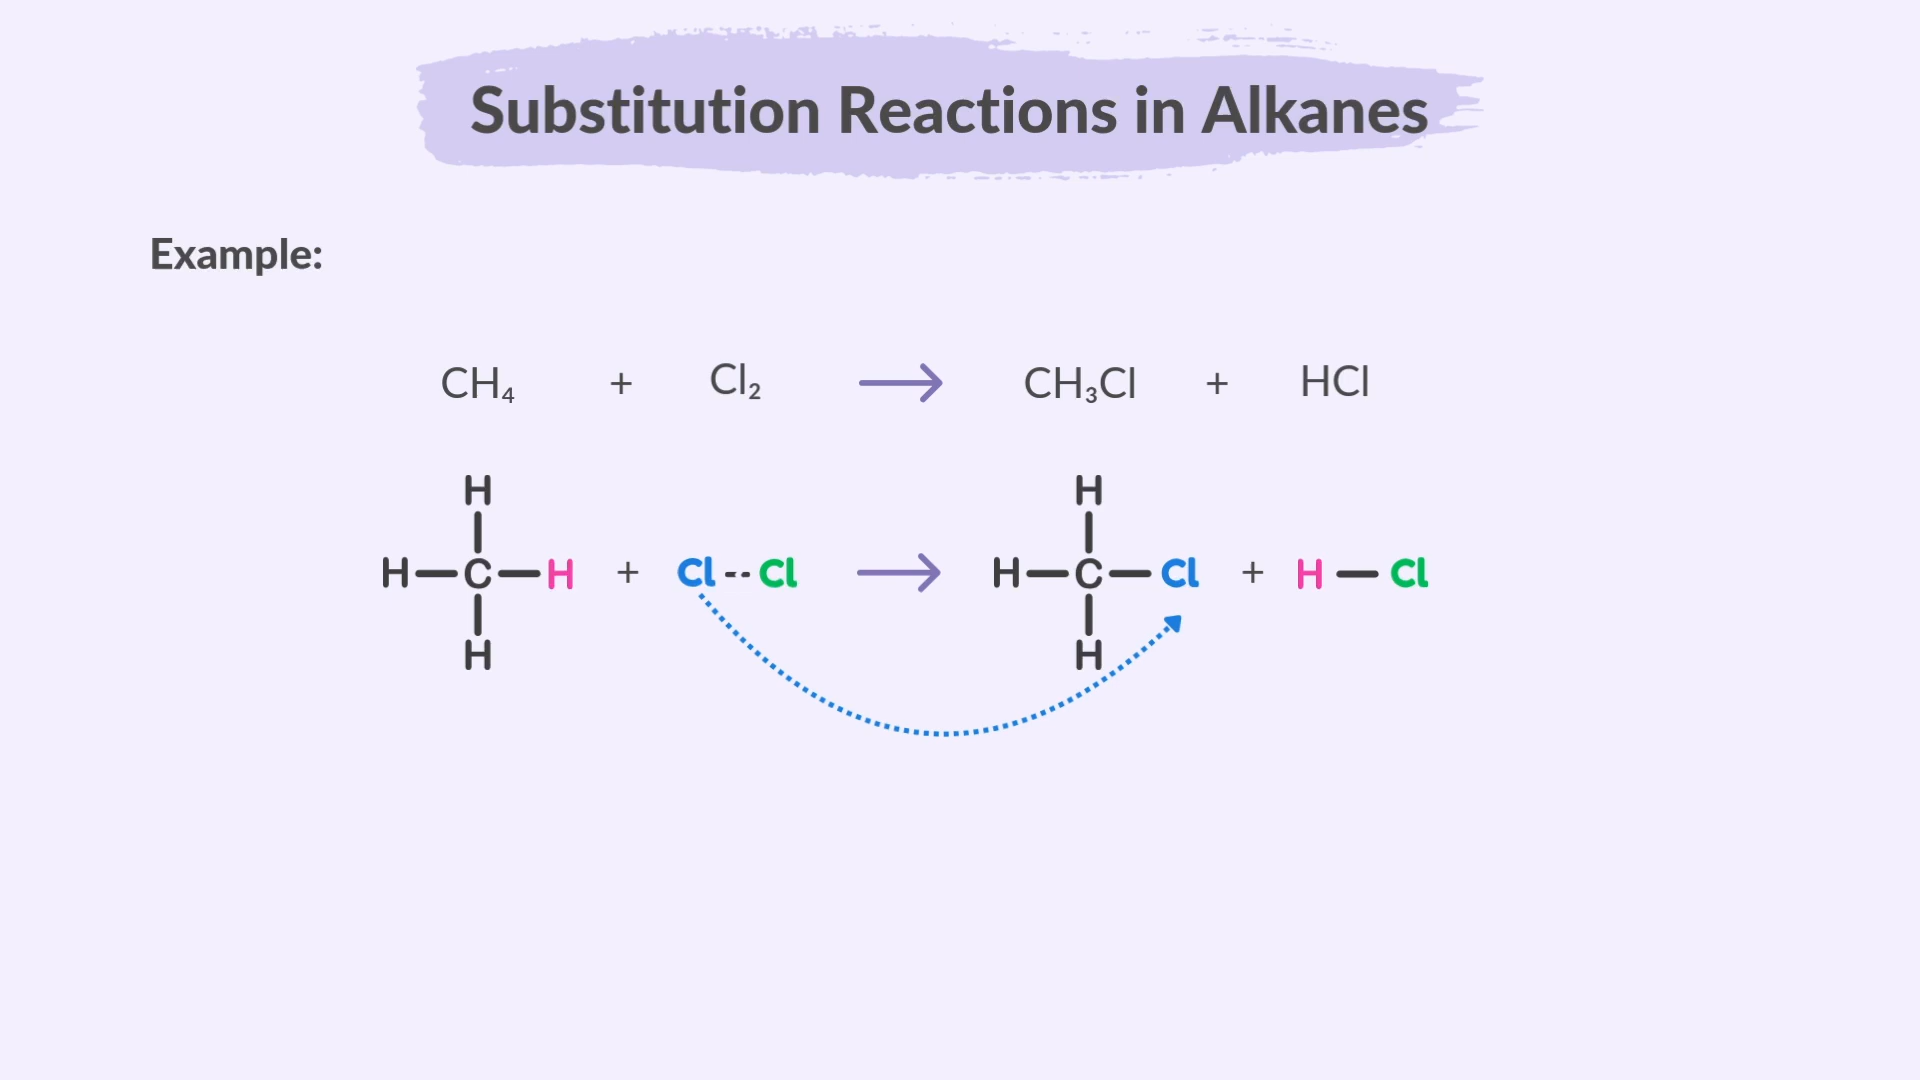 Substitution Reactions in Alkanes
Example:
CH₄ + Cl₂ → CH₃Cl + HCl
H H
H—C—H + Cl--Cl → H—C—Cl + H—Cl
H H